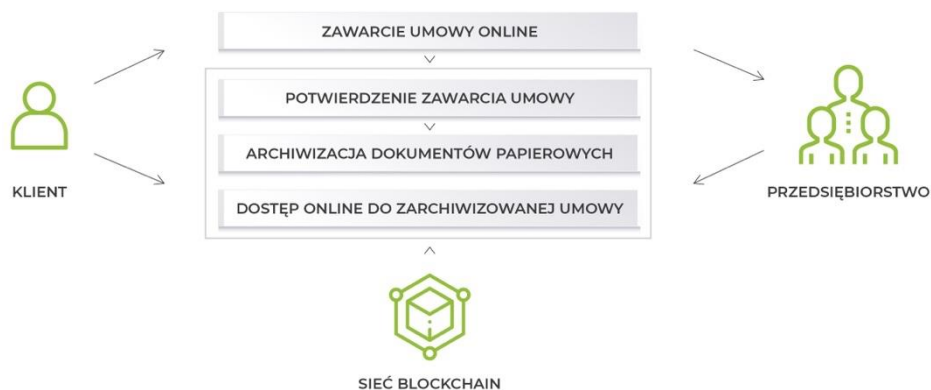 ZAWARCIE UMOWY ONLINE
POTWIERDZENIE ZAWARCIA UMOWY
ARCHIWIZACJA DOKUMENTÓW PAPIEROWYCH
DOSTĘP ONLINE DO ZARCHIWIZOWANEJ UMOWY
KLIENT
PRZEDSIĘBIORSTWO
SIEĆ BLOCKCHAIN